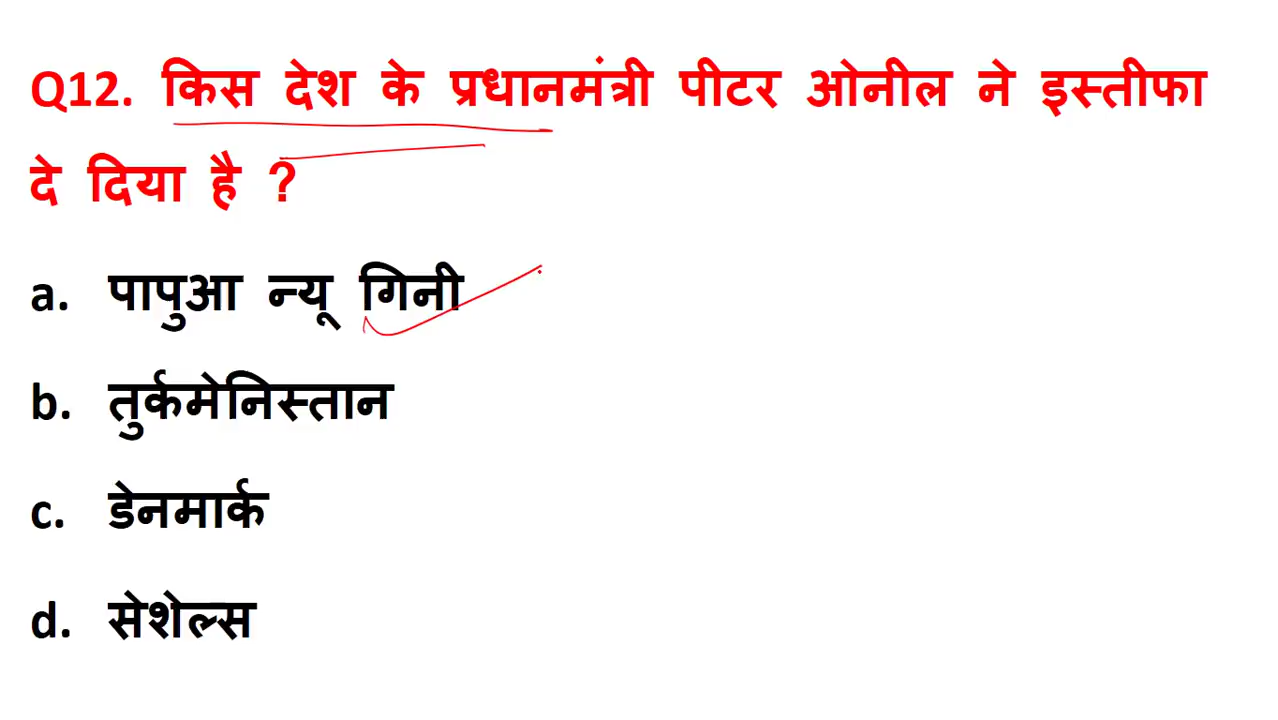 Q12. किस देश के प्रधानमंत्री पीटर ओनील ने इस्तीफा
दे दिया है ?
a. पापुआ न्यू गिनी
b. तुर्कमेनिस्तान
c. डेनमार्क
d. सेशेल्स